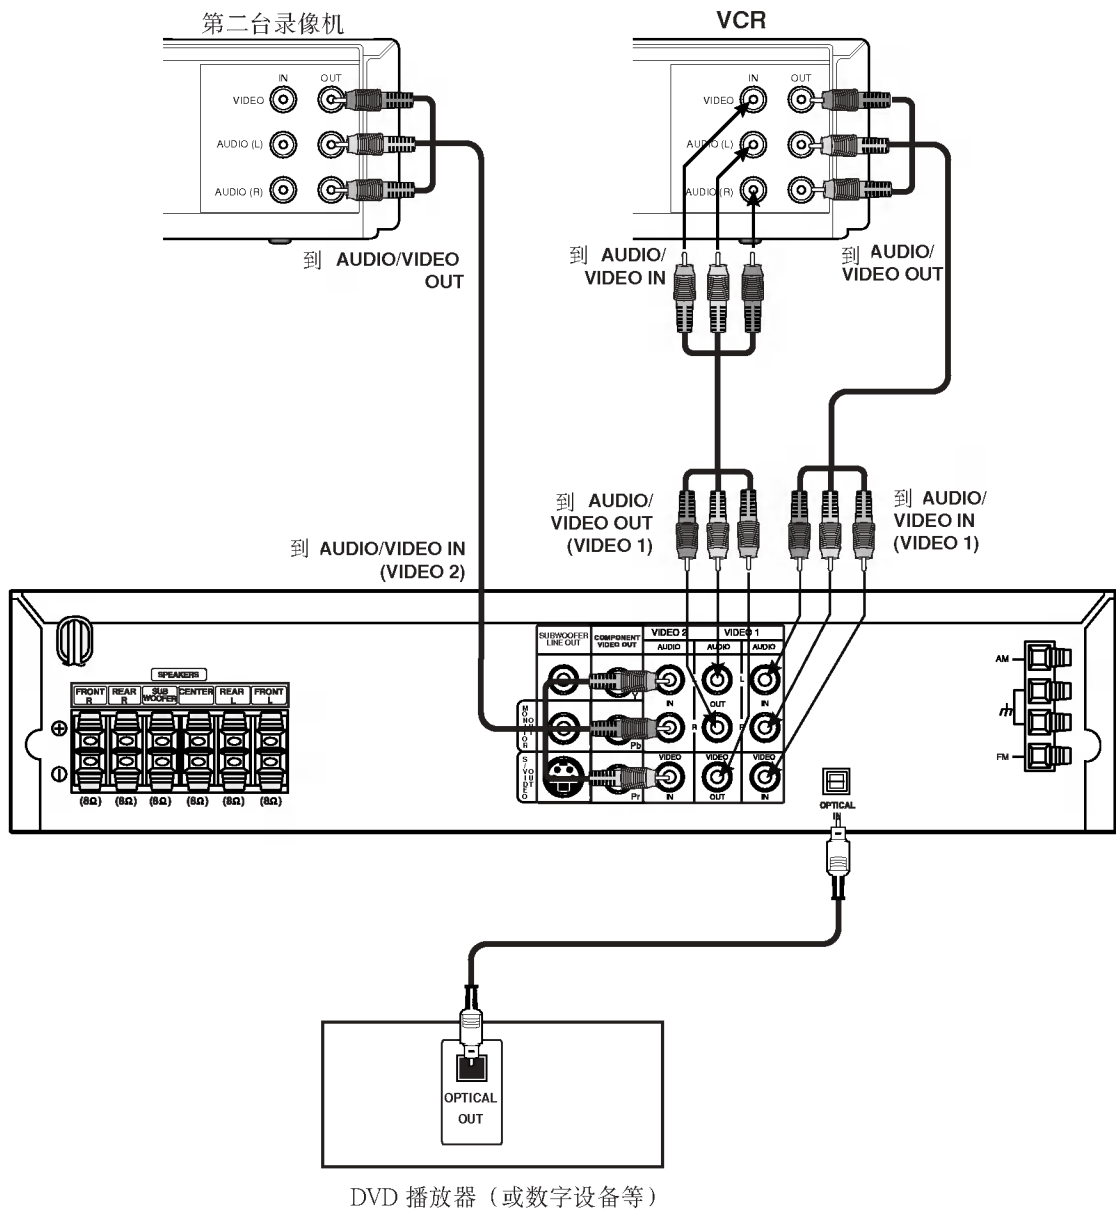 第二台录像机
VCR
IN OUT
VIDEO
AUDIO (L)
AUDIO (R)
IN OUT
VIDEO
AUDIO (L)
AUDIO (R)
到 AUDIO/VIDEO
OUT
到 AUDIO/
VIDEO IN
到 AUDIO/
VIDEO OUT
到 AUDIO/
VIDEO OUT
(VIDEO 1)
到 AUDIO/
VIDEO IN
(VIDEO 1)
到 AUDIO/VIDEO IN
(VIDEO 2)
SPEAKERS
FRONT
R
REAR
R
SUB
WOOFER
CENTER
REAR
L
FRONT
L
(8Ω) (8Ω) (8Ω) (8Ω) (8Ω) (8Ω)
SUBWOOFER
LINE OUT
COMPONENT
VIDEO OUT
VIDEO 2 VIDEO 1
AUDIO AUDIO AUDIO
L
IN OUT IN
R R
MONITOR
OUT
Y
Pb
Pr
S/VIDEO
OUT
VIDEO VIDEO VIDEO
IN OUT IN
AM
FM
OPTICAL
IN
OPTICAL
OUT
DVD 播放器（或数字设备等）